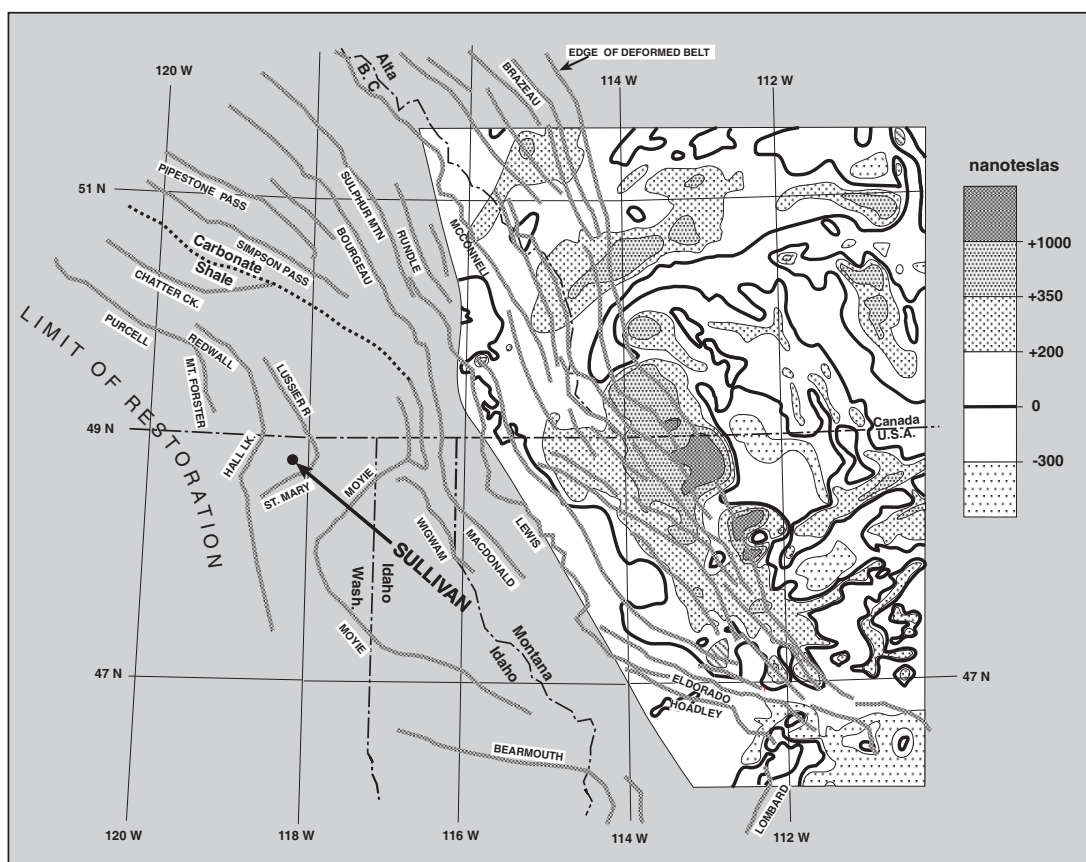 EDGE OF DEFORMED BELT
120 W
Alta
B.C
BRAZEAU
114 W
112 W
nanoteslas
51 N
PIPESTONE PASS
SULPHUR MTN
+1000
SIMPSON PASS
BOURGEAU
RUNDLE
MCCONNELL
Carbonate
Shale
+350
CHATTER CK.
LIMIT OF RESTORATION
PURCELL
REDWALL
+200
MT. FORSTER
LUSSIER R
0
49 N
HALL LK.
Canada
U.S.A.
-300
ST. MARY
MOYIE
WIGWAM
MACDONALD
LEWIS
SULLIVAN
Idaho
Wash.
MOYIE
Montana
Idaho
47 N
ELDORADO
HOADLEY
47 N
BEARMOUTH
LOMBARD
120 W
118 W
116 W
114 W
112 W